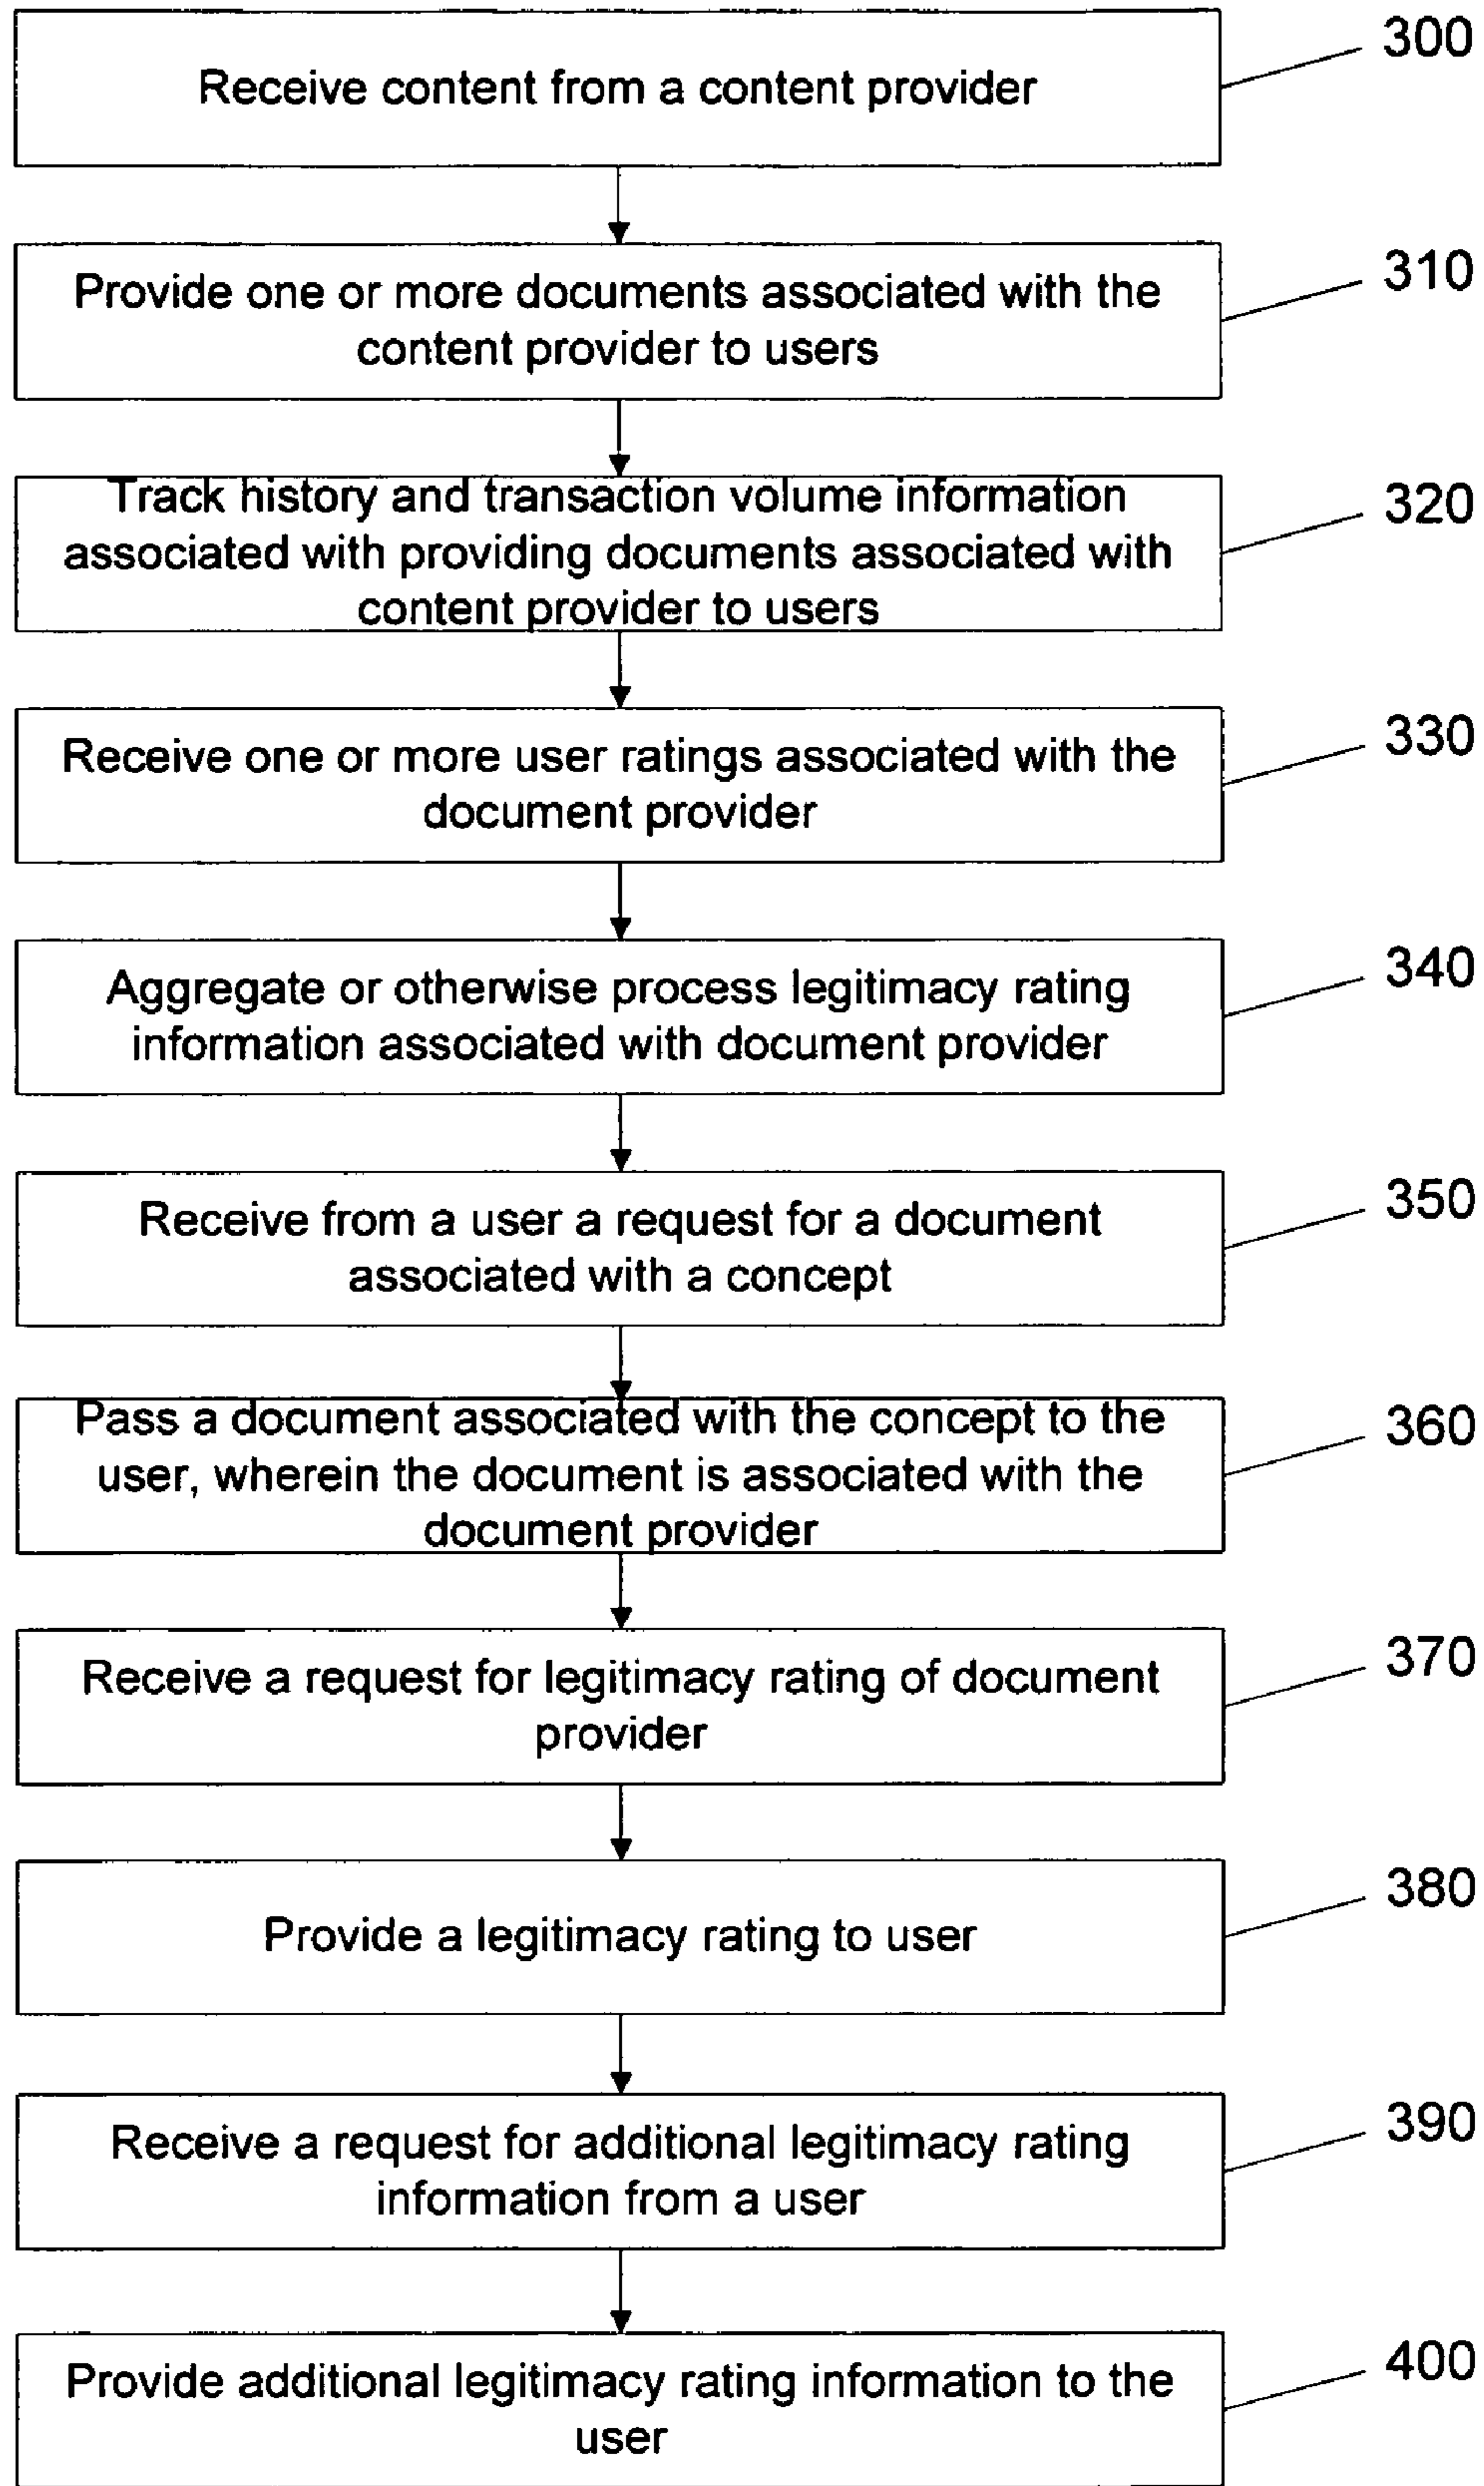 Receive content from a content provider
300
Provide one or more documents associated with the
content provider to users
310
Track history and transaction volume information
associated with providing documents associated with
content provider to users
320
Receive one or more user ratings associated with the
document provider
330
Aggregate or otherwise process legitimacy rating
information associated with document provider
340
Receive from a user a request for a document
associated with a concept
350
Pass a document associated with the concept to the
user, wherein the document is associated with the
document provider
360
Receive a request for legitimacy rating of document
provider
370
Provide a legitimacy rating to user
380
Receive a request for additional legitimacy rating
information from a user
390
Provide additional legitimacy rating information to the
user
400